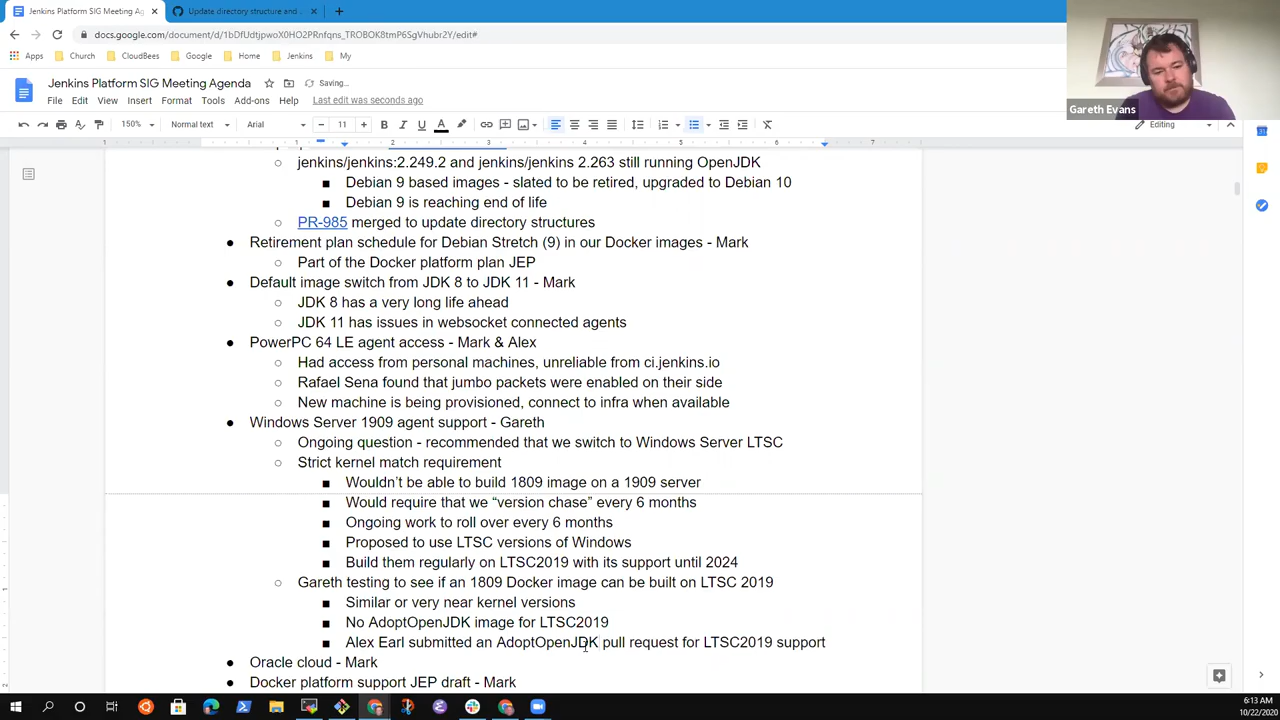 Jenkins Platform SIG Meeting Ag
Update directory structure and
docs.google.com/document/d/1bDfUdtjpwoX0HO2PRnfqns_TROBOK8tmP6SgVhubr2Y/edit#
Apps Church CloudBees Google Home Jenkins My
Gareth Evans
Jenkins Platform SIG Meeting Agenda Saving...
File Edit View Insert Format Tools Add-ons Help Last edit was seconds ago
150% Normal text Arial 11 Editing
1 1 2 3 4 5 6 7
jenkins/jenkins:2.249.2 and jenkins/jenkins 2.263 still running OpenJDK
Debian 9 based images - slated to be retired, upgraded to Debian 10
Debian 9 is reaching end of life
PR-985 merged to update directory structures
Retirement plan schedule for Debian Stretch (9) in our Docker images - Mark
Part of the Docker platform plan JEP
Default image switch from JDK 8 to JDK 11 - Mark
JDK 8 has a very long life ahead
JDK 11 has issues in websocket connected agents
PowerPC 64 LE agent access - Mark & Alex
Had access from personal machines, unreliable from ci.jenkins.io
Rafael Sena found that jumbo packets were enabled on their side
New machine is being provisioned, connect to infra when available
Windows Server 1909 agent support - Gareth
Ongoing question - recommended that we switch to Windows Server LTSC
Strict kernel match requirement
Wouldn't be able to build 1809 image on a 1909 server
Would require that we “version chase” every 6 months
Ongoing work to roll over every 6 months
Proposed to use LTSC versions of Windows
Build them regularly on LTSC2019 with its support until 2024
Gareth testing to see if an 1809 Docker image can be built on LTSC 2019
Similar or very near kernel versions
No AdoptOpenJDK image for LTSC2019
Alex Earl submitted an AdoptOpenJDK pull request for LTSC2019 support
Oracle cloud - Mark
Docker platform support JEP draft - Mark
6:13 AM
10/22/2020